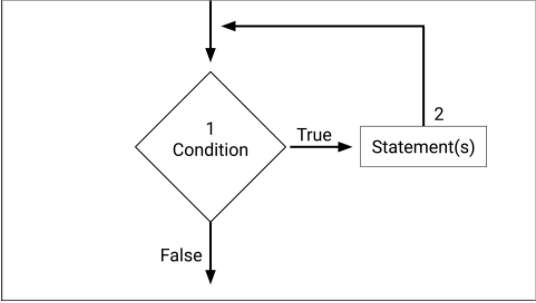 1
Condition
True
2
Statement(s)
False